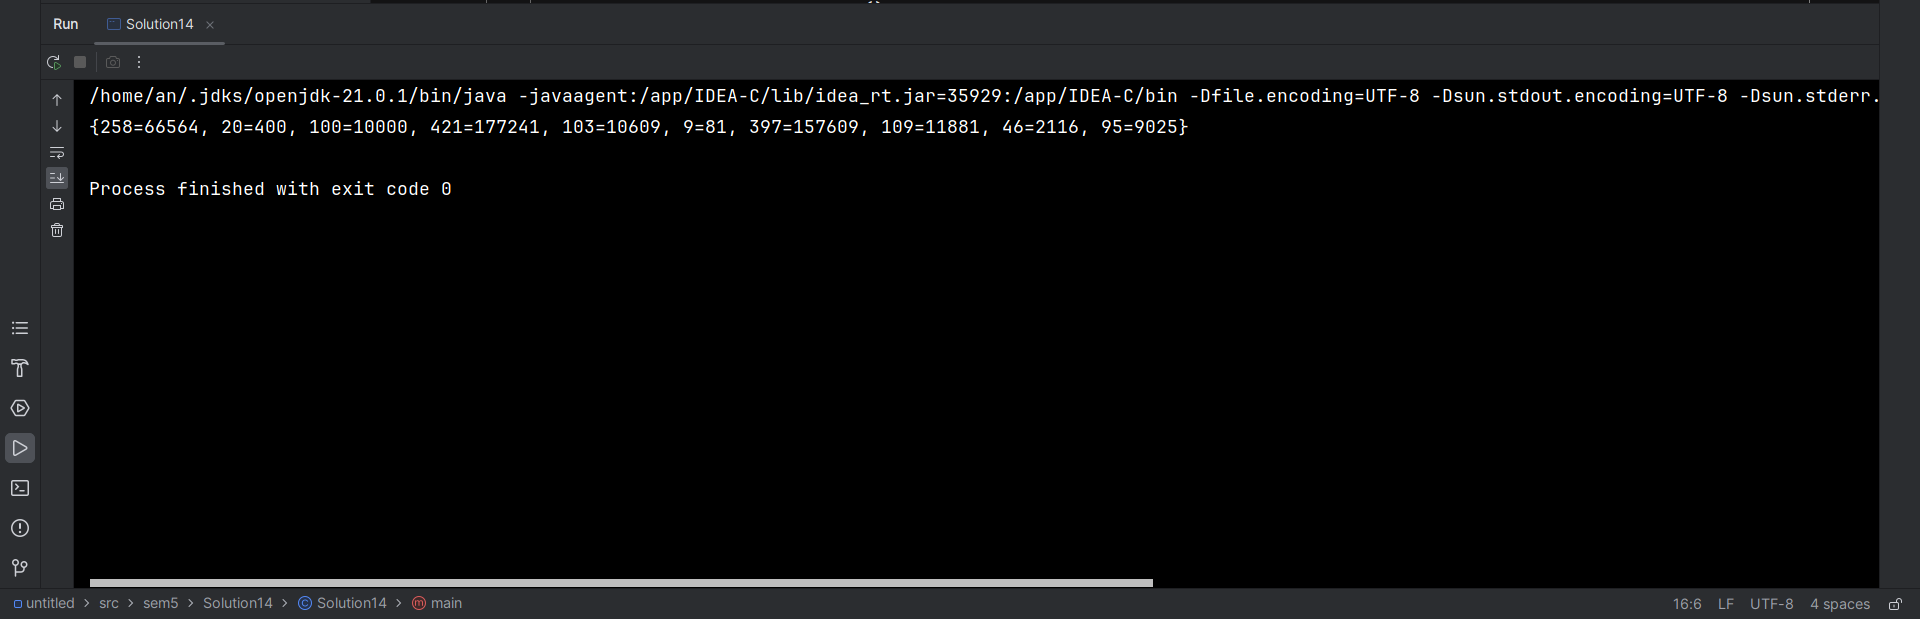 Run Solution14
/home/an/.jdks/openjdk-21.0.1/bin/java -javaagent:/app/IDEA-C/lib/idea_rt.jar=35929:/app/IDEA-C/bin -Dfile.encoding=UTF-8 -Dsun.stdout.encoding=UTF-8 -Dsun.stderr.
{258=66564, 20=400, 100=10000, 421=177241, 103=10609, 9=81, 397=157609, 109=11881, 46=2116, 95=9025}
Process finished with exit code 0
untitled > src > sem5 > Solution14 > Solution14 > main 16:6 LF UTF-8 4 spaces